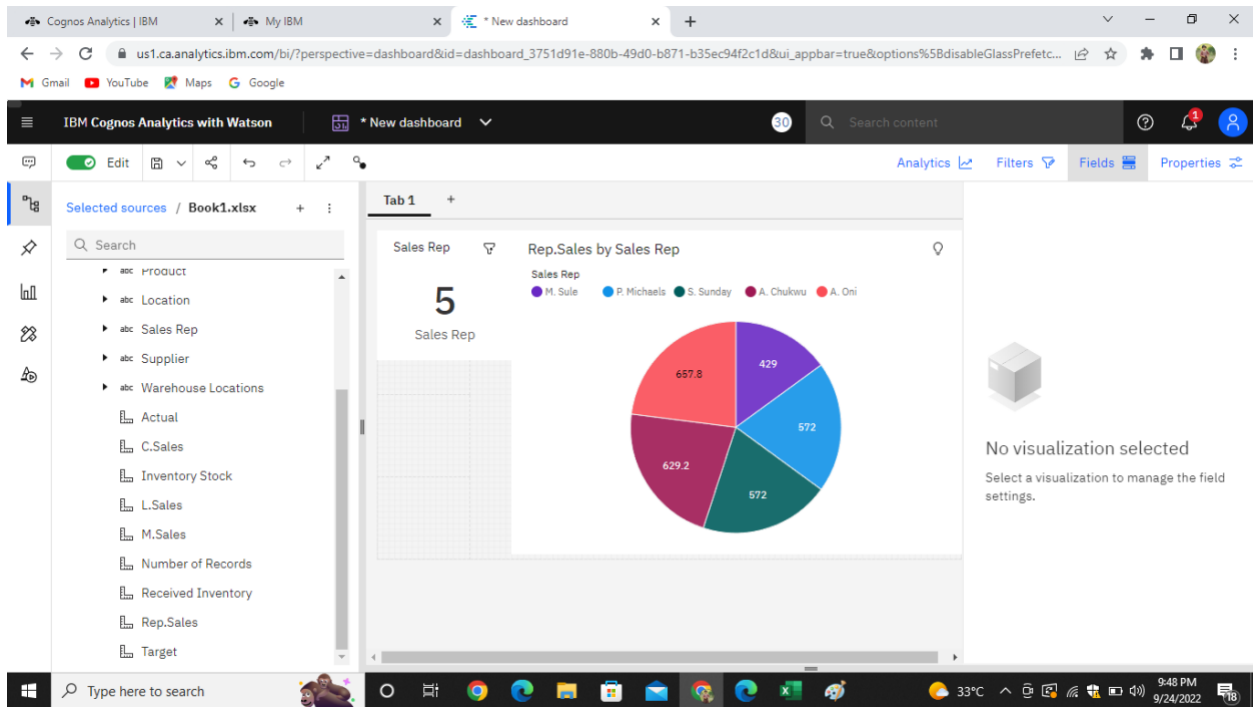 Cognos Analytics | IBM
My IBM
* New dashboard
us1.ca.analytics.ibm.com/bi/?perspective=dashboard&id=dashboard_3751d91e-880b-49d0-b871-b35ec94f2c1d&ui_appbar=true&options%5BdisableGlassPrefetc...
Gmail YouTube Maps Google
IBM Cognos Analytics with Watson
* New dashboard
30
Search content
1
Edit
Analytics Filters Fields Properties
Selected sources / Book1.xlsx
Search
Product
abc Location
abc Sales Rep
abc Supplier
abc Warehouse Locations
Actual
C.Sales
Inventory Stock
L.Sales
M.Sales
Number of Records
Received Inventory
Rep.Sales
Target
Tab 1
Sales Rep
5
Sales Rep
Rep.Sales by Sales Rep
Sales Rep
M. Sule P. Michaels S. Sunday A. Chukwu A. Oni
657.8
429
572
629.2
572
No visualization selected
Select a visualization to manage the field
settings.
Type here to search
33°C
9:48 PM
9/24/2022
18